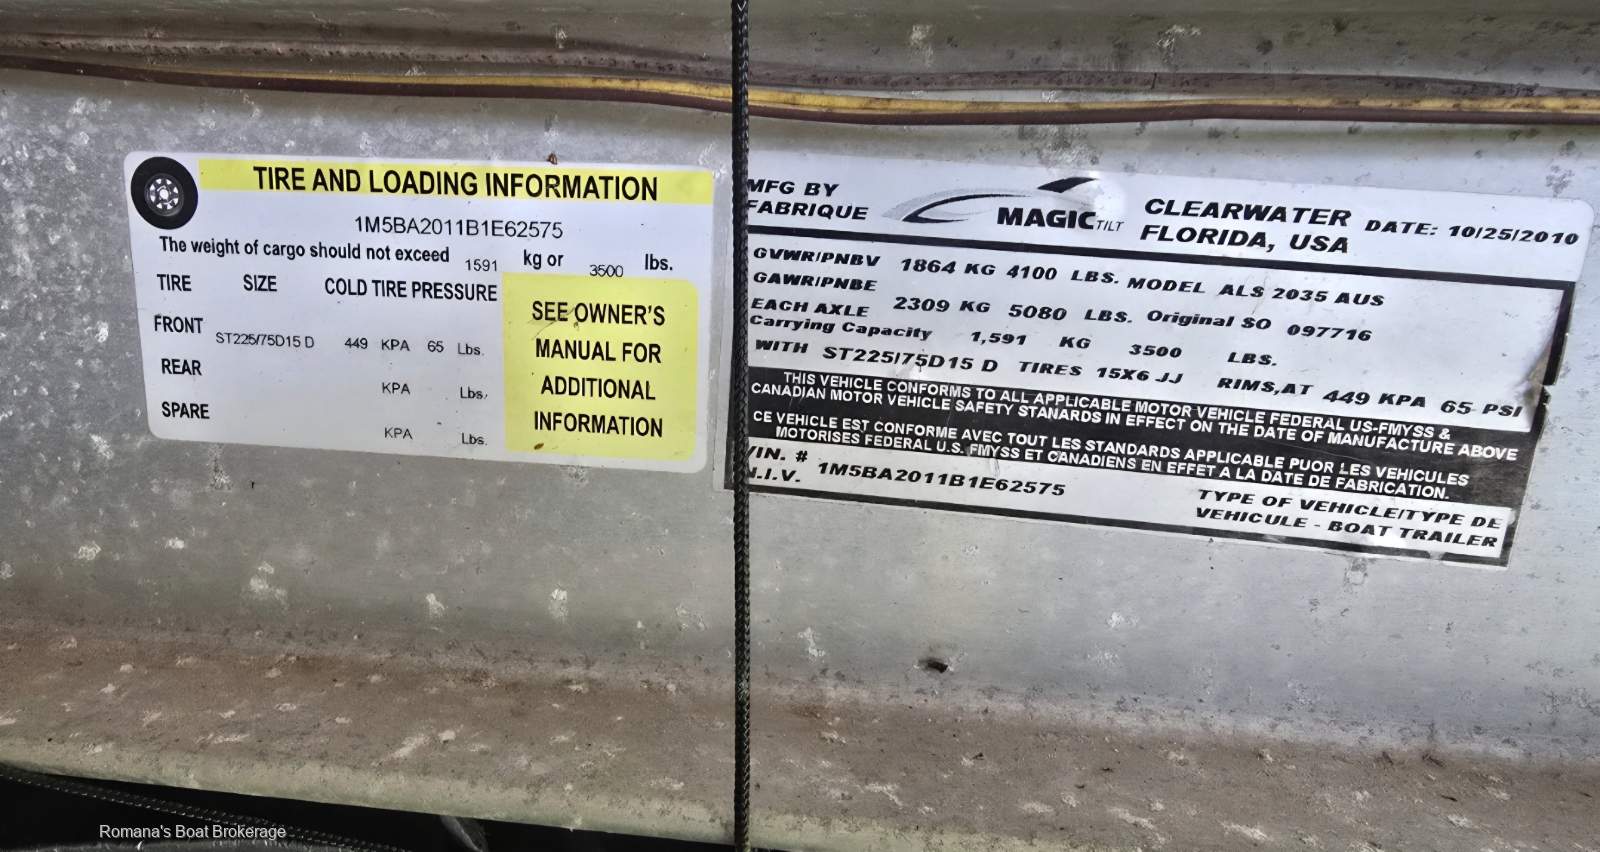 TIRE AND LOADING INFORMATION
1M5BA2011B1E62575
The weight of cargo should not exceed 1591 kg or 3500 lbs.
TIRE SIZE COLD TIRE PRESSURE
FRONT ST225/75D15 D 449 KPA 65 Lbs.
REAR KPA Lbs.
SPARE KPA Lbs.
SEE OWNER'S
MANUAL FOR
ADDITIONAL
INFORMATION
MFG BY
FABRIQUE
MAGIC TILT
CLEARWATER
FLORIDA, USA
DATE: 10/25/2010
GVWR/PNBV 1864 KG 4100 LBS. MODEL ALS 2035 AUS
GAWR/PNBE
EACH AXLE 2309 KG 5080 LBS. Original SO 097716
Carrying Capacity 1,591 KG 3500 LBS.
WITH ST225/75D15 D TIRES 15X6 JJ RIMS,AT 449 KPA 65 PSI
THIS VEHICLE CONFORMS TO ALL APPLICABLE MOTOR VEHICLE FEDERAL US-FMYSS &
CANADIAN MOTOR VEHICLE SAFETY STANARDS IN EFFECT ON THE DATE OF MANUFACTURE ABOVE
CE VEHICLE EST CONFORME AVEC TOUT LES STANDARDS APPLICABLE PUOR LES VEHICULES
MOTORISES FEDERAL U.S. FMYSS ET CANADIENS EN EFFET A LA DATE DE FABRICATION.
VIN. # 1M5BA2011B1E62575
N.I.V.
TYPE OF VEHICLE/TYPE DE
VEHICULE - BOAT TRAILER
Romana's Boat Brokerage